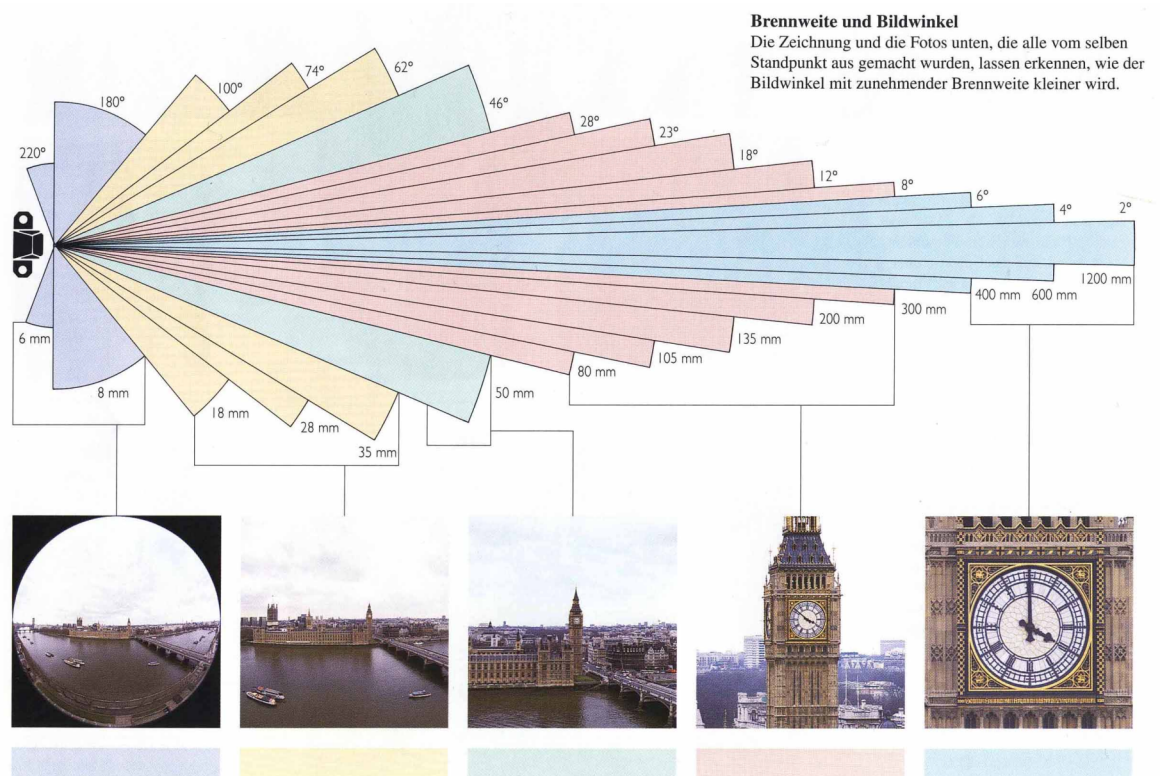 Brennweite und Bildwinkel
Die Zeichnung und die Fotos unten, die alle vom selben
Standpunkt aus gemacht wurden, lassen erkennen, wie der
Bildwinkel mit zunehmender Brennweite kleiner wird.
220°
180°
100°
74°
62°
46°
28°
23°
18°
12°
8°
6°
4°
2°
6 mm
8 mm
18 mm
28 mm
35 mm
50 mm
80 mm
105 mm
135 mm
200 mm
300 mm
400 mm
600 mm
1200 mm